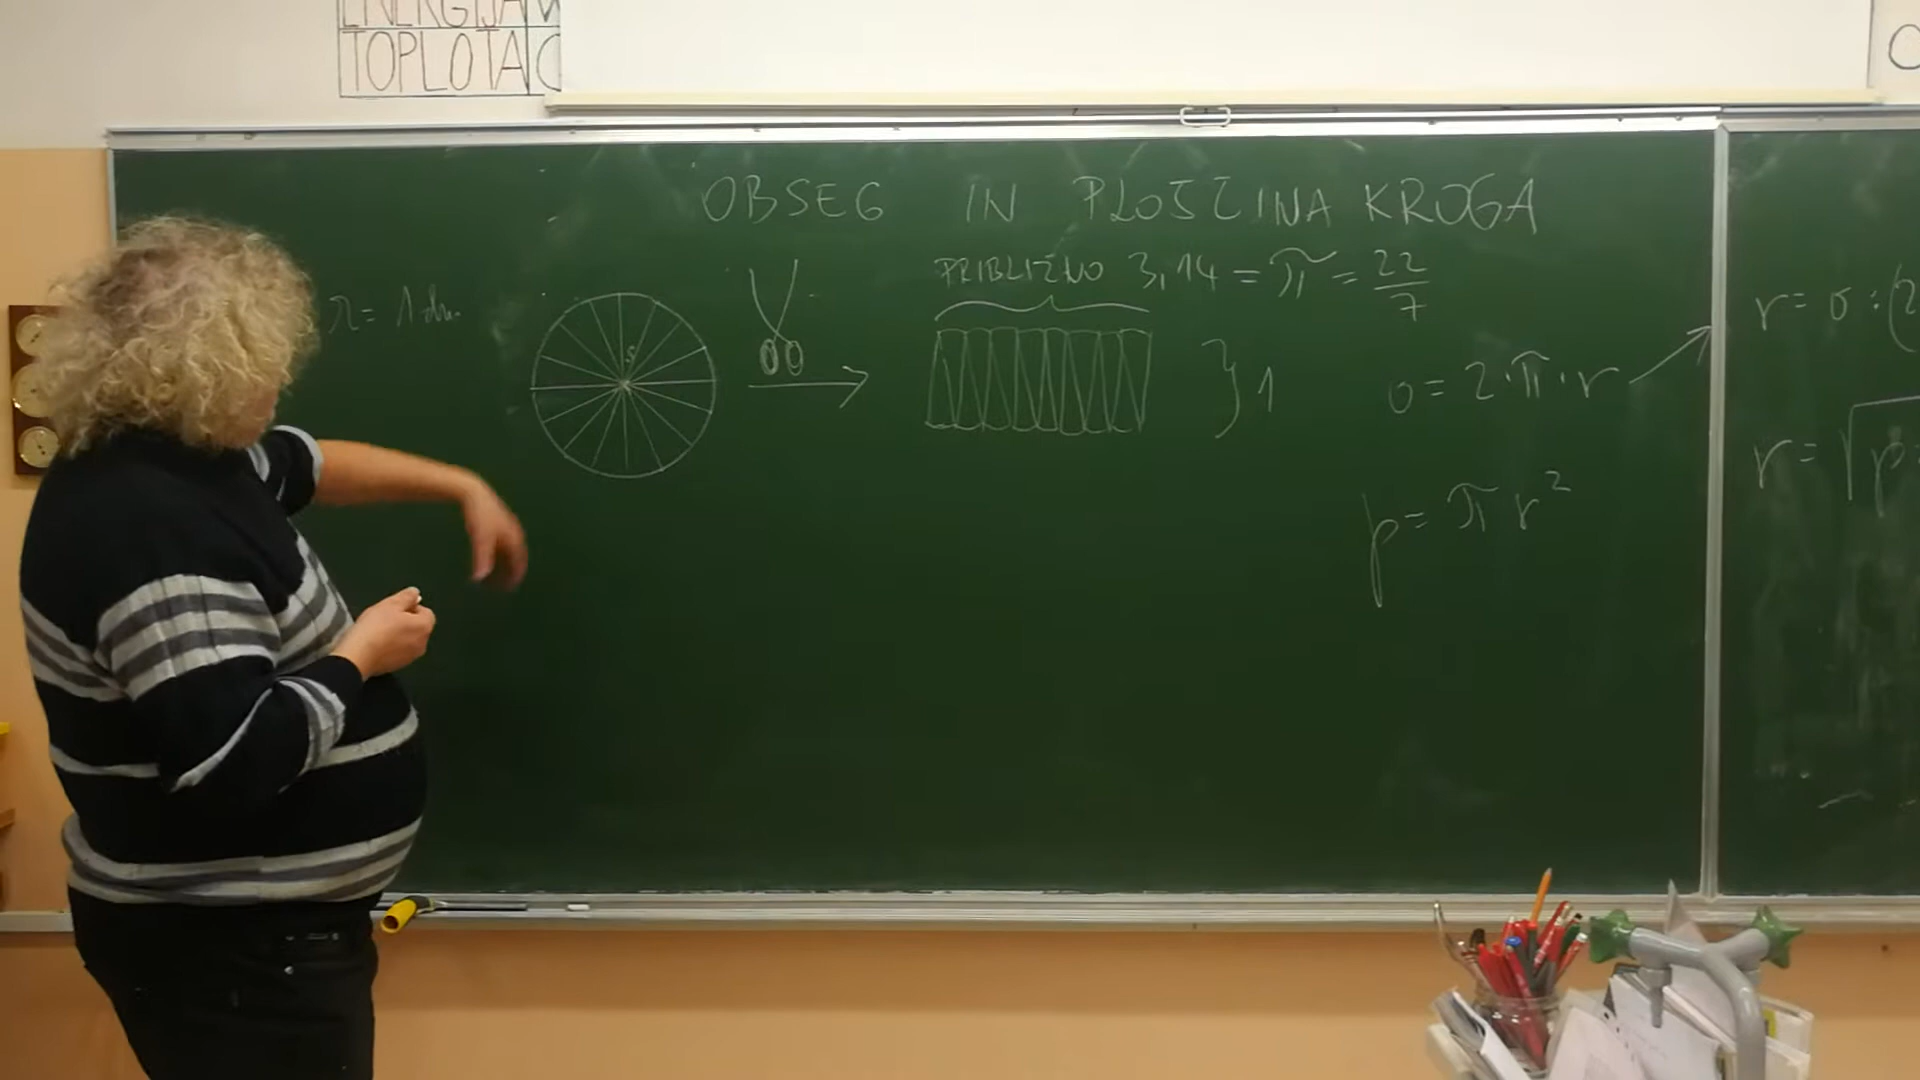 ENERGIJA W
TOPLOTA Q
OBSEG IN PLOŠČINA KROGA
PRIBLIŽNO 3,14 = π = 22/7
r = 1 dm
S
1
o = 2·π·r
r = o : (2
p = π r²
r = √p: